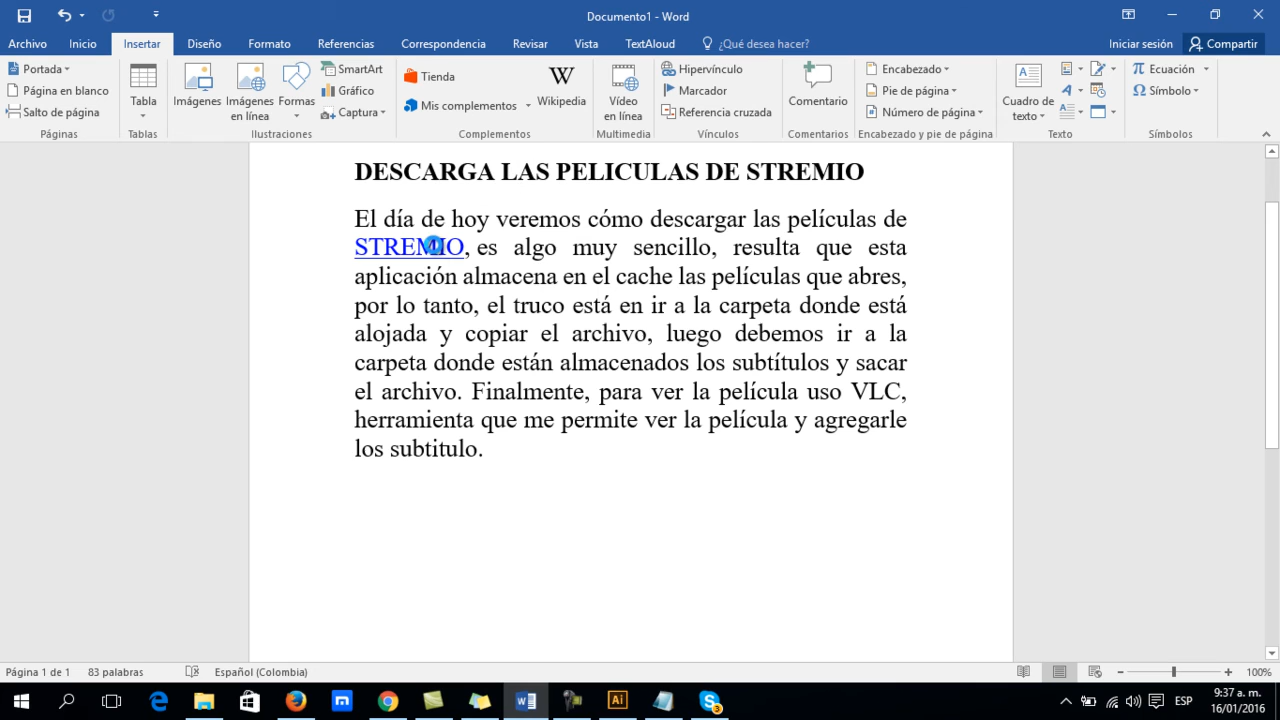 Documento1 - Word
Archivo Inicio Insertar Diseño Formato Referencias Correspondencia Revisar Vista TextAloud ¿Qué desea hacer? Iniciar sesión Compartir
Portada SmartArt Tienda Hipervínculo Encabezado Ecuación
Página en blanco Gráfico Marcador Pie de página Símbolo
Tabla Imágenes Imágenes en línea Formas Mis complementos Wikipedia Vídeo en línea Comentario Cuadro de texto
Salto de página Captura Referencia cruzada Número de página
Páginas Tablas Ilustraciones Complementos Multimedia Vínculos Comentarios Encabezado y pie de página Texto Símbolos
DESCARGA LAS PELICULAS DE STREMIO
El día de hoy veremos cómo descargar las películas de
STREMIO, es algo muy sencillo, resulta que esta
aplicación almacena en el cache las películas que abres,
por lo tanto, el truco está en ir a la carpeta donde está
alojada y copiar el archivo, luego debemos ir a la
carpeta donde están almacenados los subtítulos y sacar
el archivo. Finalmente, para ver la película uso VLC,
herramienta que me permite ver la película y agregarle
los subtitulo.
Página 1 de 1 83 palabras Español (Colombia) 100%
W Ai S 3 ESP 9:37 a. m.
16/01/2016